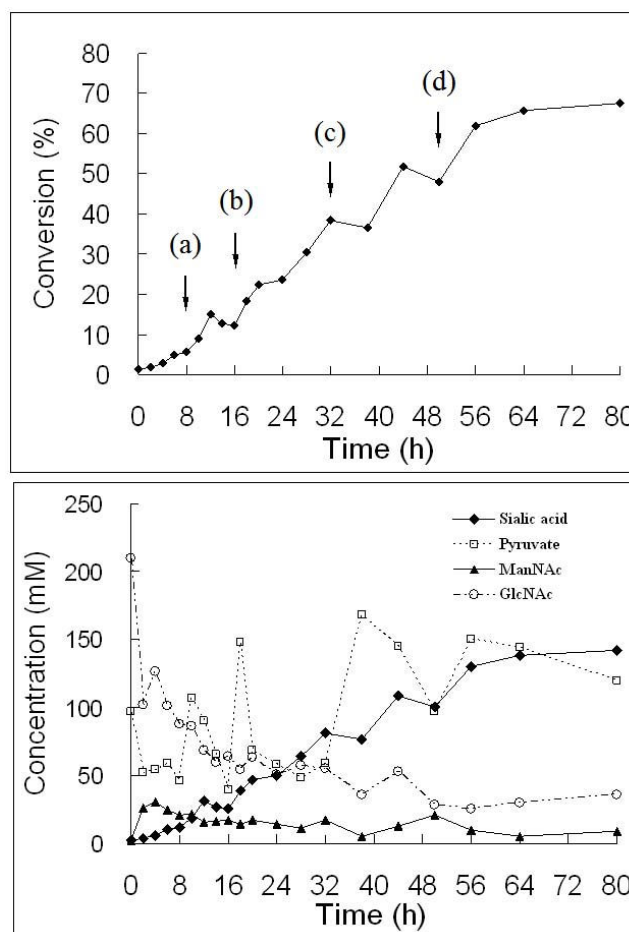 80
70
60
50
40
30
20
10
0
Conversion (%)
(a)
(b)
(c)
(d)
0 8 16 24 32 40 48 56 64 72 80
Time (h)
250
200
150
100
50
0
Concentration (mM)
Sialic acid
Pyruvate
ManNAc
GlcNAc
0 8 16 24 32 40 48 56 64 72 80
Time (h)